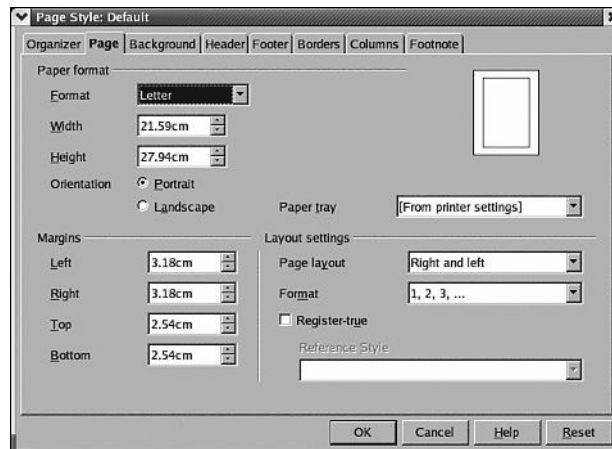 Page Style: Default
Organizer Page Background Header Footer Borders Columns Footnote
Paper format
Format Letter
Width 21.59cm
Height 27.94cm
Orientation Portrait
Landscape Paper tray [From printer settings]
Margins Layout settings
Left 3.18cm Page layout Right and left
Right 3.18cm Format 1, 2, 3, ...
Top 2.54cm Register-true
Bottom 2.54cm Reference Style
OK Cancel Help Reset